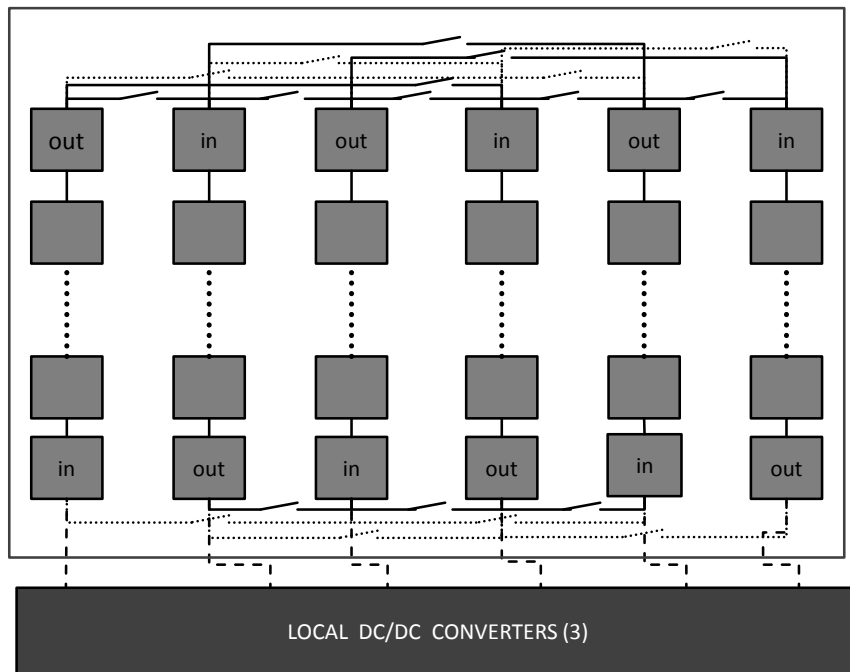 out in out in out in
in out in out in out
LOCAL DC/DC CONVERTERS (3)